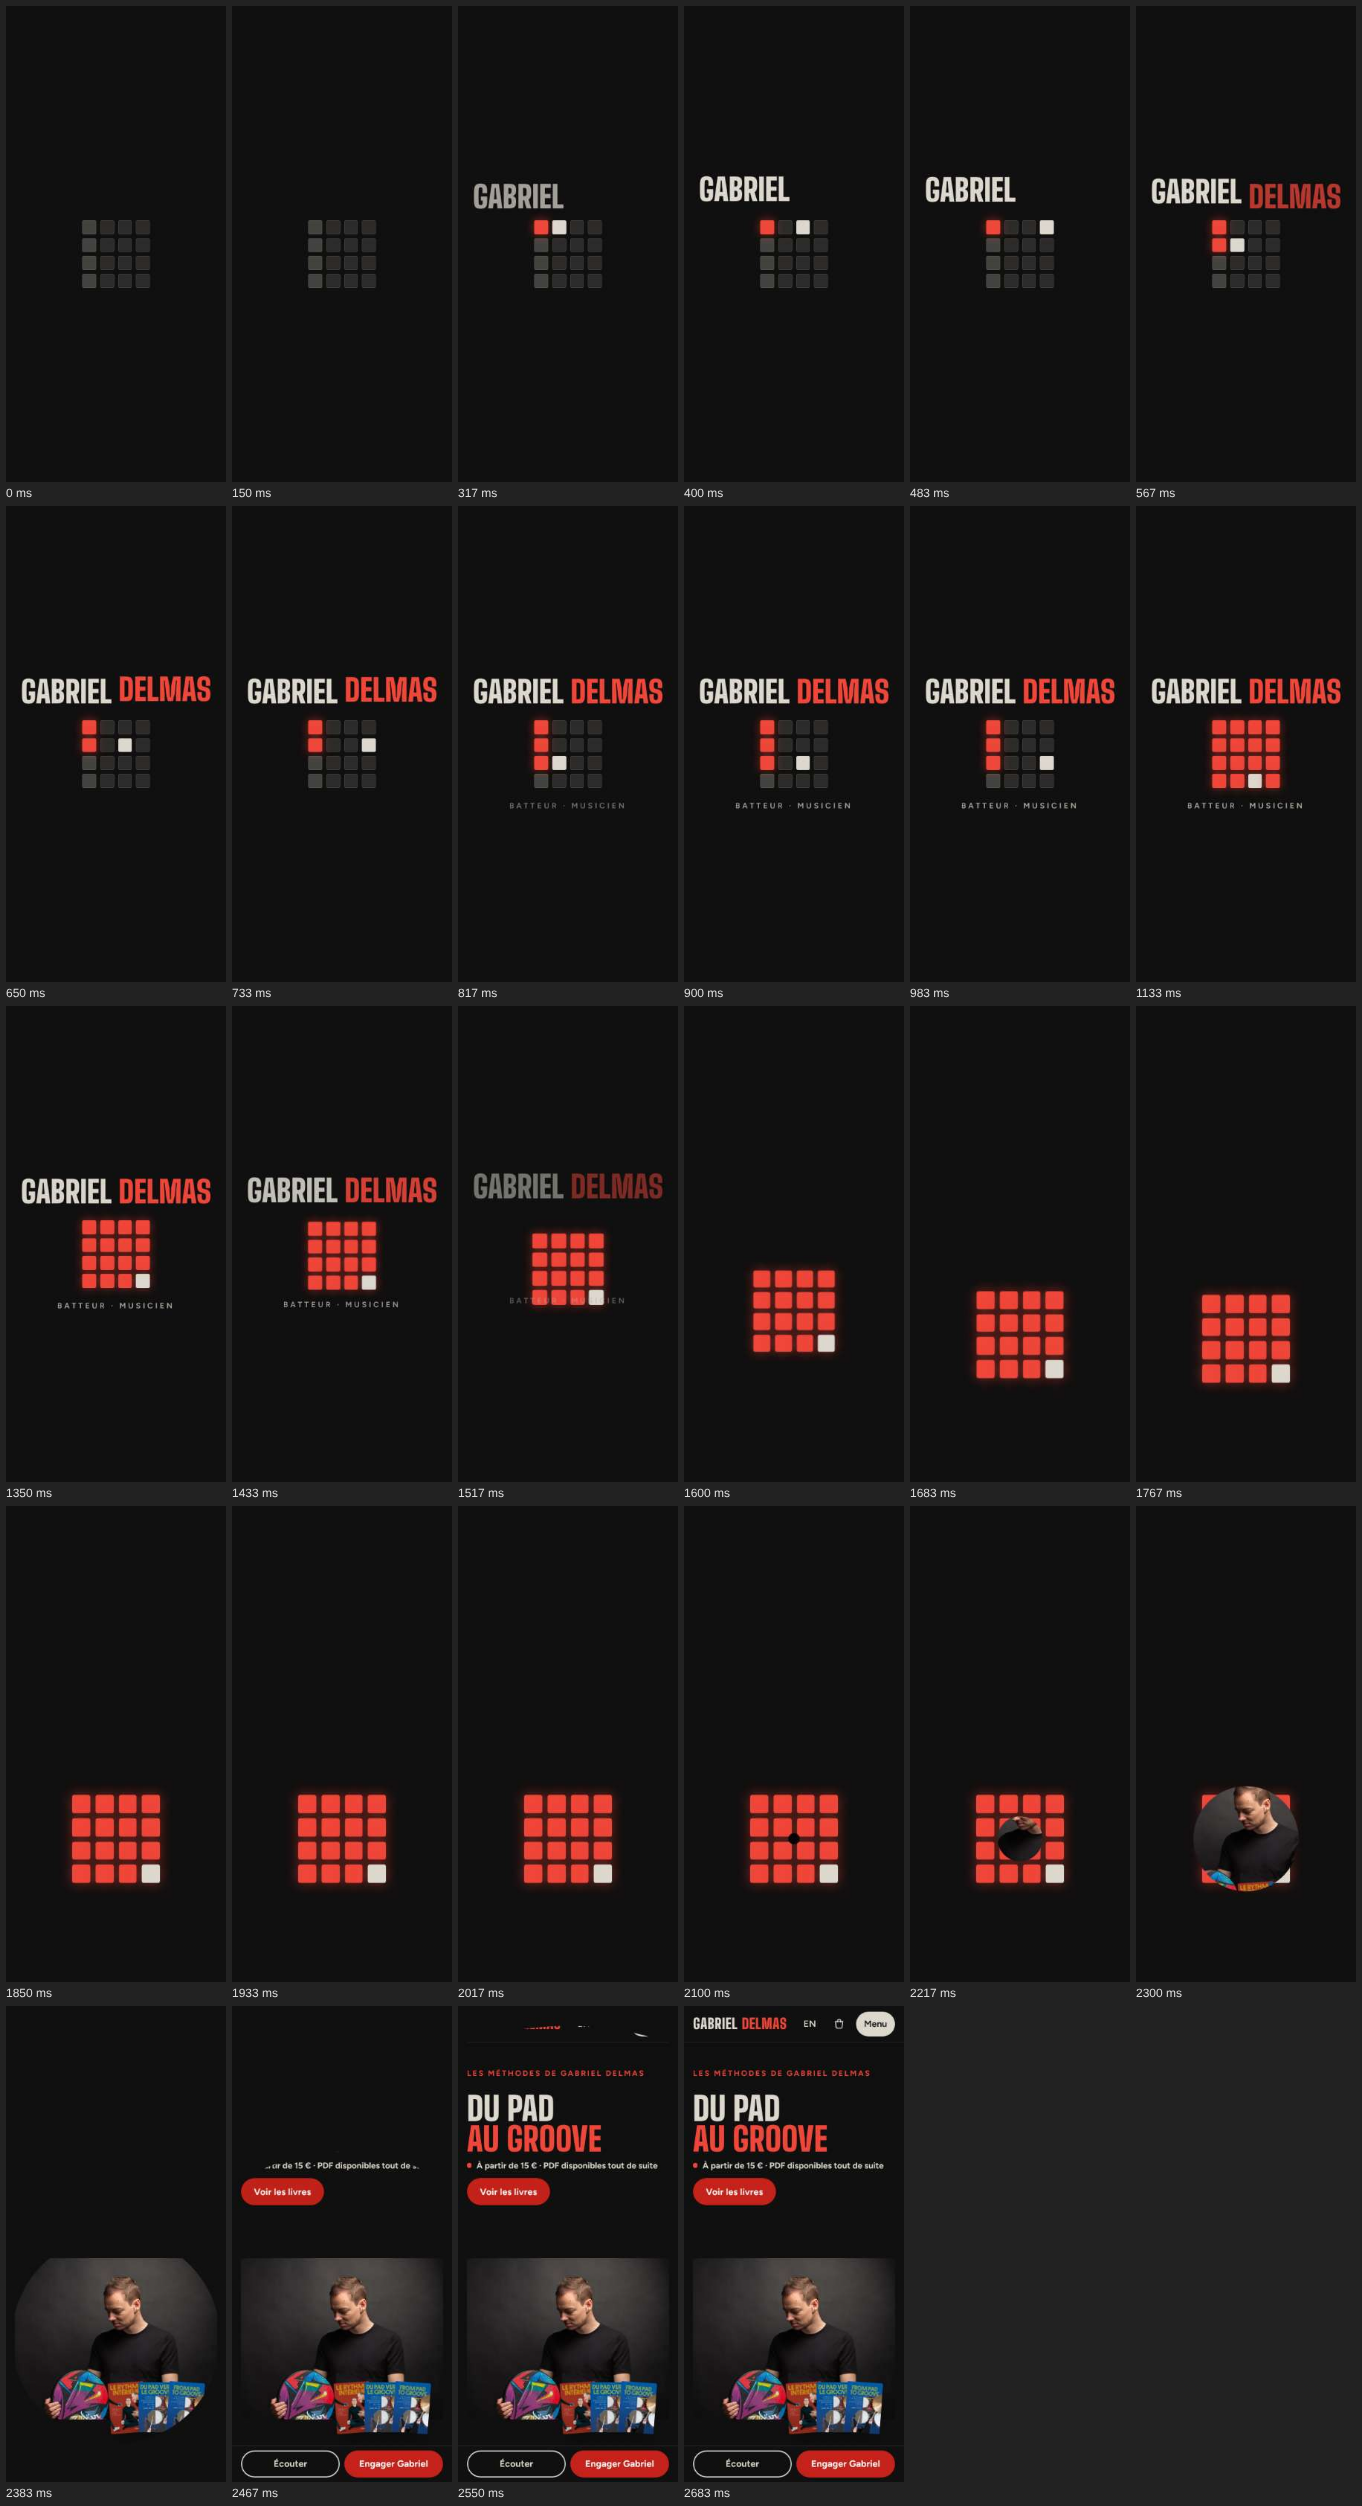 0 ms
150 ms
GABRIEL
317 ms
GABRIEL
400 ms
GABRIEL
483 ms
GABRIEL DELMAS
567 ms
GABRIEL DELMAS
650 ms
GABRIEL DELMAS
733 ms
GABRIEL DELMAS
BATTEUR · MUSICIEN
817 ms
GABRIEL DELMAS
BATTEUR · MUSICIEN
900 ms
GABRIEL DELMAS
BATTEUR · MUSICIEN
983 ms
GABRIEL DELMAS
BATTEUR · MUSICIEN
1133 ms
GABRIEL DELMAS
BATTEUR · MUSICIEN
1350 ms
GABRIEL DELMAS
BATTEUR · MUSICIEN
1433 ms
GABRIEL DELMAS
1517 ms
1600 ms
1683 ms
1767 ms
1850 ms
1933 ms
2017 ms
2100 ms
2217 ms
2300 ms
2383 ms
de 15 € · PDF disponibles tout de
Voir les livres
Écouter
Engager Gabriel
2467 ms
LES MÉTHODES DE GABRIEL DELMAS
DU PAD
AU GROOVE
À partir de 15 € · PDF disponibles tout de suite
Voir les livres
Écouter
Engager Gabriel
2550 ms
GABRIEL DELMAS
EN
Menu
LES MÉTHODES DE GABRIEL DELMAS
DU PAD
AU GROOVE
À partir de 15 € · PDF disponibles tout de suite
Voir les livres
Écouter
Engager Gabriel
2683 ms